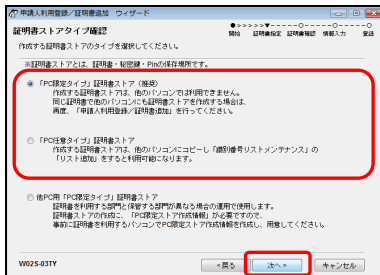 申請人利用登録/証明書追加 ウィザード
証明書ストアタイプ確認
●>>>>>▼-----○-----○-----○
開始 証明書指定 証明書確認 情報入力 登録
作成する証明書ストアのタイプを選択してください。
※証明書ストアとは、証明書・秘密鍵・Pinの保存場所です。
「PC限定タイプ」証明書ストア (推奨)
作成する証明書ストアは、他のパソコンでは利用できません。
同じ証明書で他のパソコンにも証明書ストアを作成する場合は、
再度、「申請人利用登録/証明書追加」を行ってください。
「PC任意タイプ」証明書ストア
作成する証明書ストアは、他のパソコンにコピーし「識別番号リストメンテナンス」の
「リスト追加」をすると利用可能になります。
他PC用「PC限定タイプ」証明書ストア
証明書を利用する部門と保管する部門が異なる場合の運用で使用します。
証明書ストアの作成に、「PC限定ストア作成情報」が必要ですので、
事前に証明書を利用するパソコンでPC限定ストア作成情報を作成し、用意してください。
W02S-03TY
<戻る 次へ> キャンセル